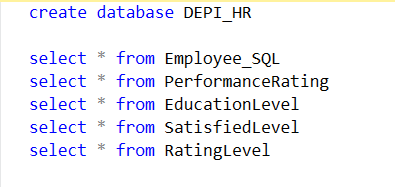 create database DEPI_HR
select * from Employee_SQL
select * from PerformanceRating
select * from EducationLevel
select * from SatisfiedLevel
select * from RatingLevel